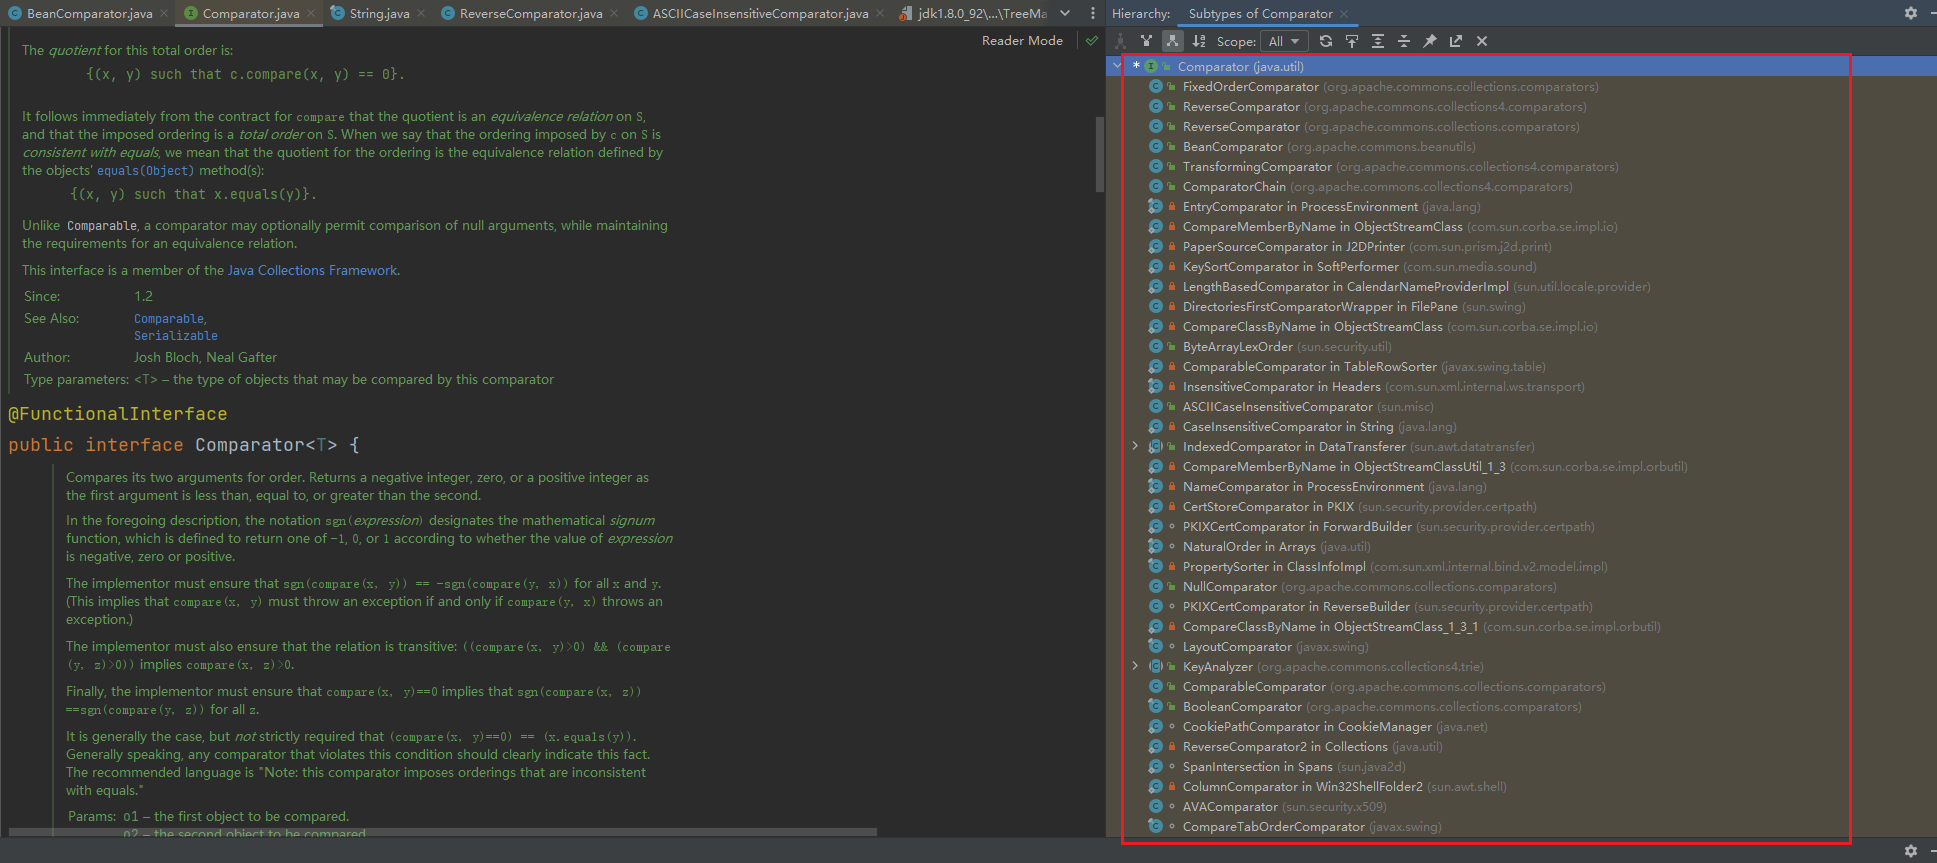 BeanComparator.java
Comparator.java
String.java
ReverseComparator.java
ASCIICaseInsensitiveComparator.java
jdk1.8.0_92\...\TreeMa
Reader Mode
The quotient for this total order is:
{(x, y) such that c.compare(x, y) == 0}.
It follows immediately from the contract for compare that the quotient is an equivalence relation on S,
and that the imposed ordering is a total order on S. When we say that the ordering imposed by c on S is
consistent with equals, we mean that the quotient for the ordering is the equivalence relation defined by
the objects' equals(Object) method(s):
{(x, y) such that x.equals(y)}.
Unlike Comparable, a comparator may optionally permit comparison of null arguments, while maintaining
the requirements for an equivalence relation.
This interface is a member of the Java Collections Framework.
Since: 1.2
See Also: Comparable,
Serializable
Author: Josh Bloch, Neal Gafter
Type parameters: <T> – the type of objects that may be compared by this comparator
@FunctionalInterface
public interface Comparator<T> {
Compares its two arguments for order. Returns a negative integer, zero, or a positive integer as
the first argument is less than, equal to, or greater than the second.
In the foregoing description, the notation sgn(expression) designates the mathematical signum
function, which is defined to return one of -1, 0, or 1 according to whether the value of expression
is negative, zero or positive.
The implementor must ensure that sgn(compare(x, y)) == -sgn(compare(y, x)) for all x and y.
(This implies that compare(x, y) must throw an exception if and only if compare(y, x) throws an
exception.)
The implementor must also ensure that the relation is transitive: ((compare(x, y)>0) && (compare
(y, z)>0)) implies compare(x, z)>0.
Finally, the implementor must ensure that compare(x, y)==0 implies that sgn(compare(x, z))
==sgn(compare(y, z)) for all z.
It is generally the case, but not strictly required that (compare(x, y)==0) == (x.equals(y)).
Generally speaking, any comparator that violates this condition should clearly indicate this fact.
The recommended language is "Note: this comparator imposes orderings that are inconsistent
with equals."
Params: o1 – the first object to be compared.
o2 – the second object to be compared
Hierarchy: Subtypes of Comparator
Scope: All
* Comparator (java.util)
FixedOrderComparator (org.apache.commons.collections.comparators)
ReverseComparator (org.apache.commons.collections4.comparators)
ReverseComparator (org.apache.commons.collections.comparators)
BeanComparator (org.apache.commons.beanutils)
TransformingComparator (org.apache.commons.collections4.comparators)
ComparatorChain (org.apache.commons.collections4.comparators)
EntryComparator in ProcessEnvironment (java.lang)
CompareMemberByName in ObjectStreamClass (com.sun.corba.se.impl.io)
PaperSourceComparator in J2DPrinter (com.sun.prism.j2d.print)
KeySortComparator in SoftPerformer (com.sun.media.sound)
LengthBasedComparator in CalendarNameProviderImpl (sun.util.locale.provider)
DirectoriesFirstComparatorWrapper in FilePane (sun.swing)
CompareClassByName in ObjectStreamClass (com.sun.corba.se.impl.io)
ByteArrayLexOrder (sun.security.util)
ComparableComparator in TableRowSorter (javax.swing.table)
InsensitiveComparator in Headers (com.sun.xml.internal.ws.transport)
ASCIICaseInsensitiveComparator (sun.misc)
CaseInsensitiveComparator in String (java.lang)
IndexedComparator in DataTransferer (sun.awt.datatransfer)
CompareMemberByName in ObjectStreamClassUtil_1_3 (com.sun.corba.se.impl.orbutil)
NameComparator in ProcessEnvironment (java.lang)
CertStoreComparator in PKIX (sun.security.provider.certpath)
PKIXCertComparator in ForwardBuilder (sun.security.provider.certpath)
NaturalOrder in Arrays (java.util)
PropertySorter in ClassInfoImpl (com.sun.xml.internal.bind.v2.model.impl)
NullComparator (org.apache.commons.collections.comparators)
PKIXCertComparator in ReverseBuilder (sun.security.provider.certpath)
CompareClassByName in ObjectStreamClass_1_3_1 (com.sun.corba.se.impl.orbutil)
LayoutComparator (javax.swing)
KeyAnalyzer (org.apache.commons.collections4.trie)
ComparableComparator (org.apache.commons.collections.comparators)
BooleanComparator (org.apache.commons.collections.comparators)
CookiePathComparator in CookieManager (java.net)
ReverseComparator2 in Collections (java.util)
SpanIntersection in Spans (sun.java2d)
ColumnComparator in Win32ShellFolder2 (sun.awt.shell)
AVAComparator (sun.security.x509)
CompareTabOrderComparator (javax.swing)